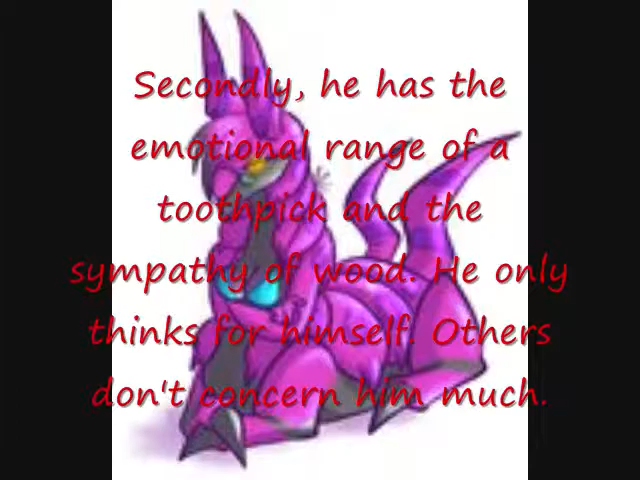 Secondly, he has the
emotional range of a
toothpick and the
sympathy of wood. He only
thinks for himself. Others
don't concern him much.